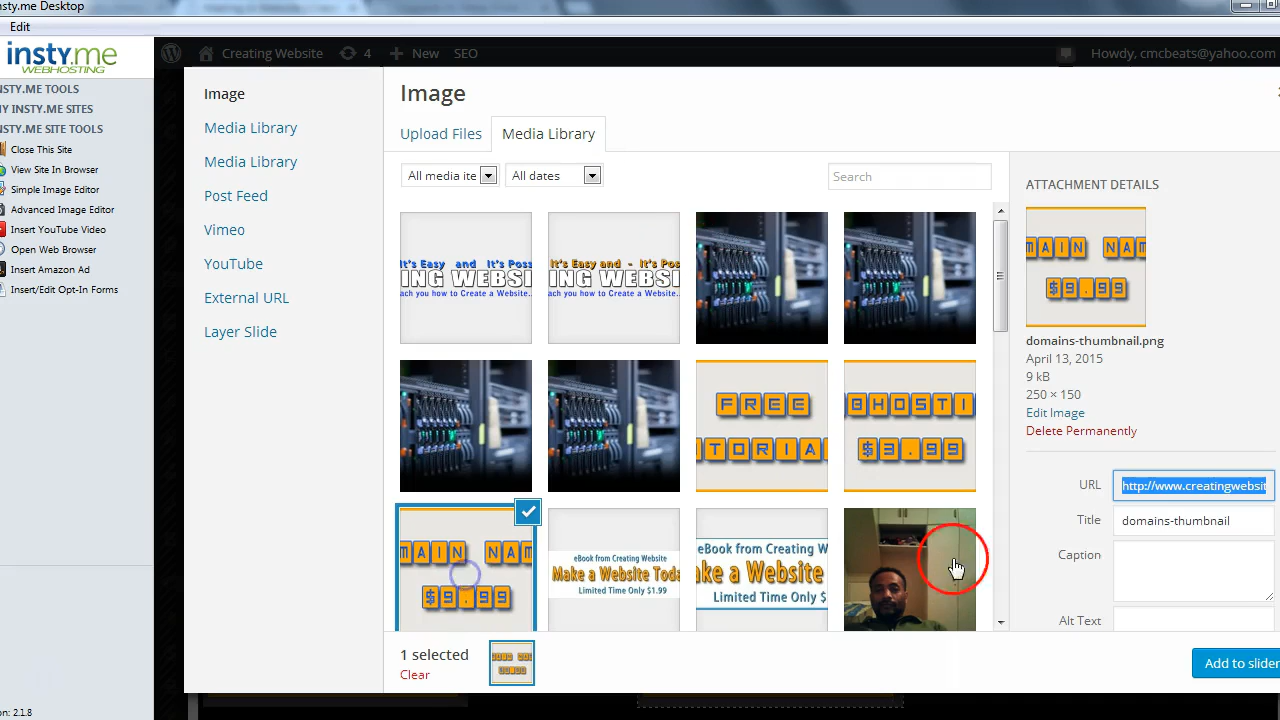 insty.me Desktop
Edit
insty.me
WEBHOSTING
INSTY.ME TOOLS
MY INSTY.ME SITES
INSTY.ME SITE TOOLS
Close This Site
View Site In Browser
Simple Image Editor
Advanced Image Editor
Insert YouTube Video
Open Web Browser
Insert Amazon Ad
Insert/Edit Opt-In Forms
on: 2.1.8
Creating Website
4
New
SEO
Howdy, cmcbeats@yahoo.com
Image
Media Library
Media Library
Post Feed
Vimeo
YouTube
External URL
Layer Slide
Image
Upload Files
Media Library
All media ite
All dates
Search
It's Easy and It's Poss
ING WEBSI
ach you how to Create a Website...
It's Easy and - It's Pos
ING WEBSI
ach you how to Create a Website...
FREE
TORIA
BHOSTI
$3.99
MAIN NAM
$9.99
eBook from Creating Website
Make a Website Toda
Limited Time Only $1.99
eBook from Creating W
ake a Website
Limited Time Only $
1 selected
Clear
ATTACHMENT DETAILS
MAIN NAM
$9.99
domains-thumbnail.png
April 13, 2015
9 kB
250 × 150
Edit Image
Delete Permanently
URL
http://www.creatingwebsit
Title
domains-thumbnail
Caption
Alt Text
Add to slider